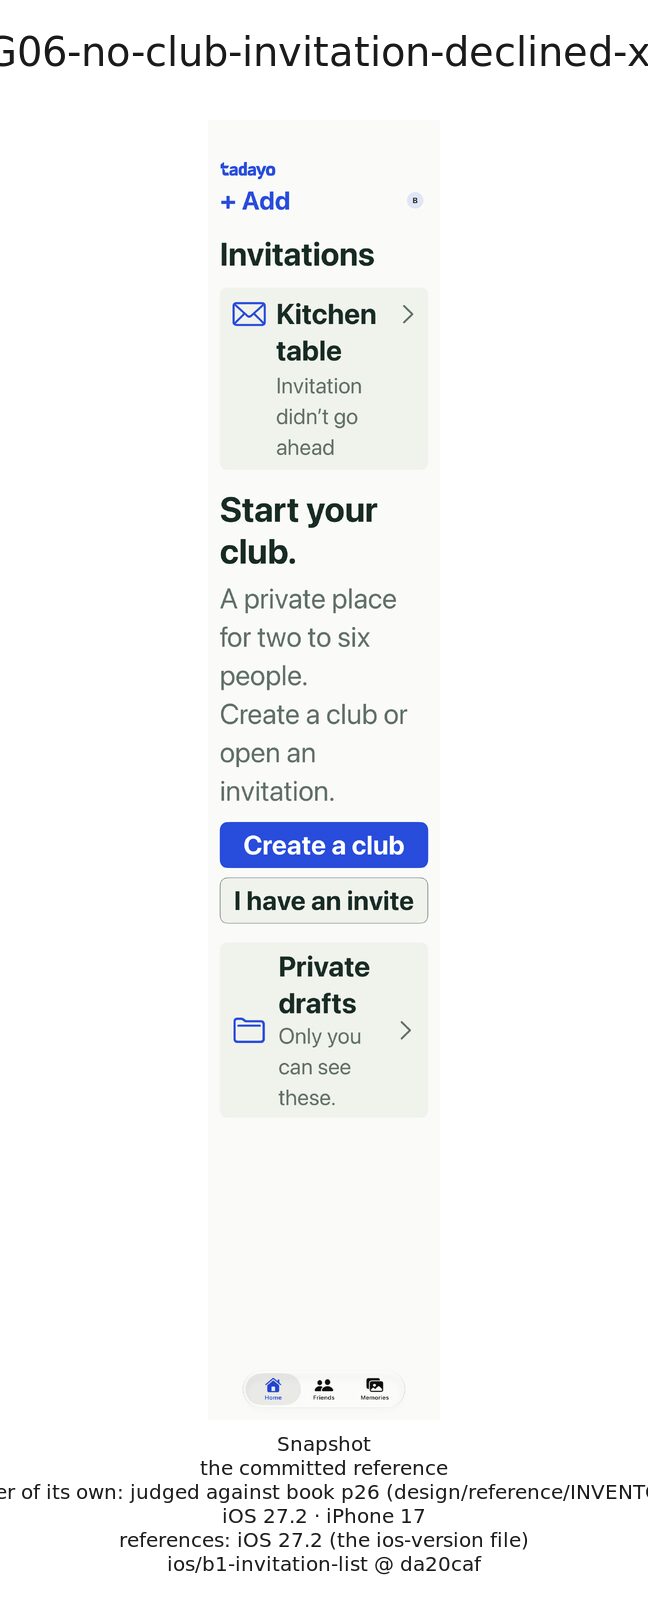 G06-no-club-invitation-declined-x
tadayo
+ Add
B
Invitations
Kitchen
table
Invitation
didn’t go
ahead
Start your
club.
A private place
for two to six
people.
Create a club or
open an
invitation.
Create a club
I have an invite
Private
drafts
Only you
can see
these.
Home
Friends
Memories
Snapshot
the committed reference
er of its own: judged against book p26 (design/reference/INVENTO
iOS 27.2 · iPhone 17
references: iOS 27.2 (the ios-version file)
ios/b1-invitation-list @ da20caf